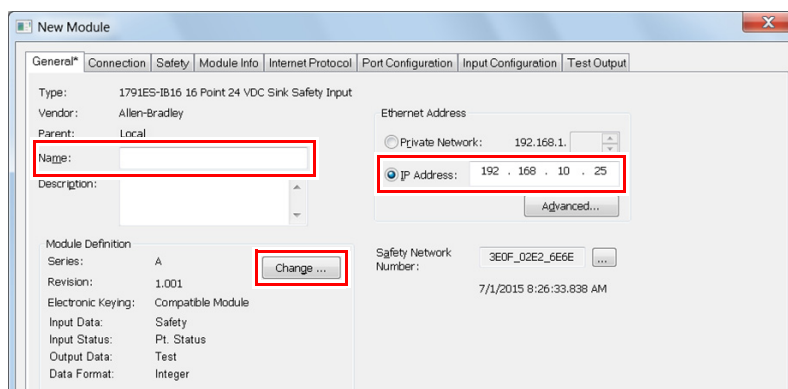 New Module
General* Connection Safety Module Info Internet Protocol Port Configuration Input Configuration Test Output
Type: 1791ES-IB16 16 Point 24 VDC Sink Safety Input
Vendor: Allen-Bradley
Parent: Local
Name:
Description:
Ethernet Address
Private Network: 192.168.1.
IP Address: 192 . 168 . 10 . 25
Advanced...
Module Definition
Series: A
Change ...
Revision: 1.001
Electronic Keying: Compatible Module
Input Data: Safety
Input Status: Pt. Status
Output Data: Test
Data Format: Integer
Safety Network
Number: 3E0F_02E2_6E6E ...
7/1/2015 8:26:33.838 AM